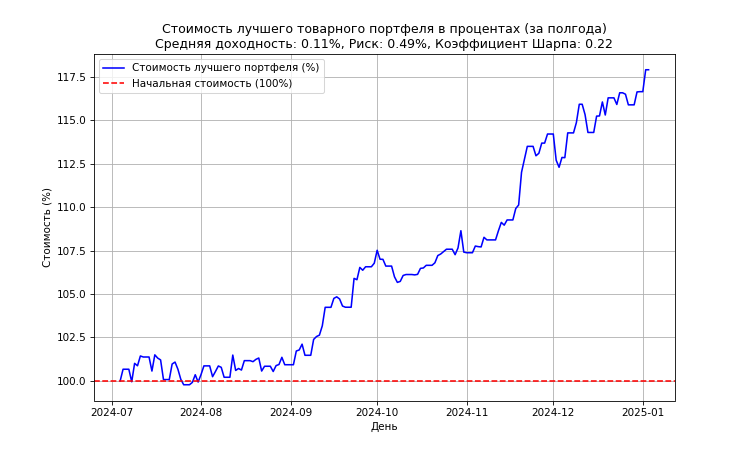 Стоимость лучшего товарного портфеля в процентах (за полгода)
Средняя доходность: 0.11%, Риск: 0.49%, Коэффициент Шарпа: 0.22
Стоимость лучшего портфеля (%)
Начальная стоимость (100%)
Стоимость (%)
117.5
115.0
112.5
110.0
107.5
105.0
102.5
100.0
2024-07 2024-08 2024-09 2024-10 2024-11 2024-12 2025-01
День